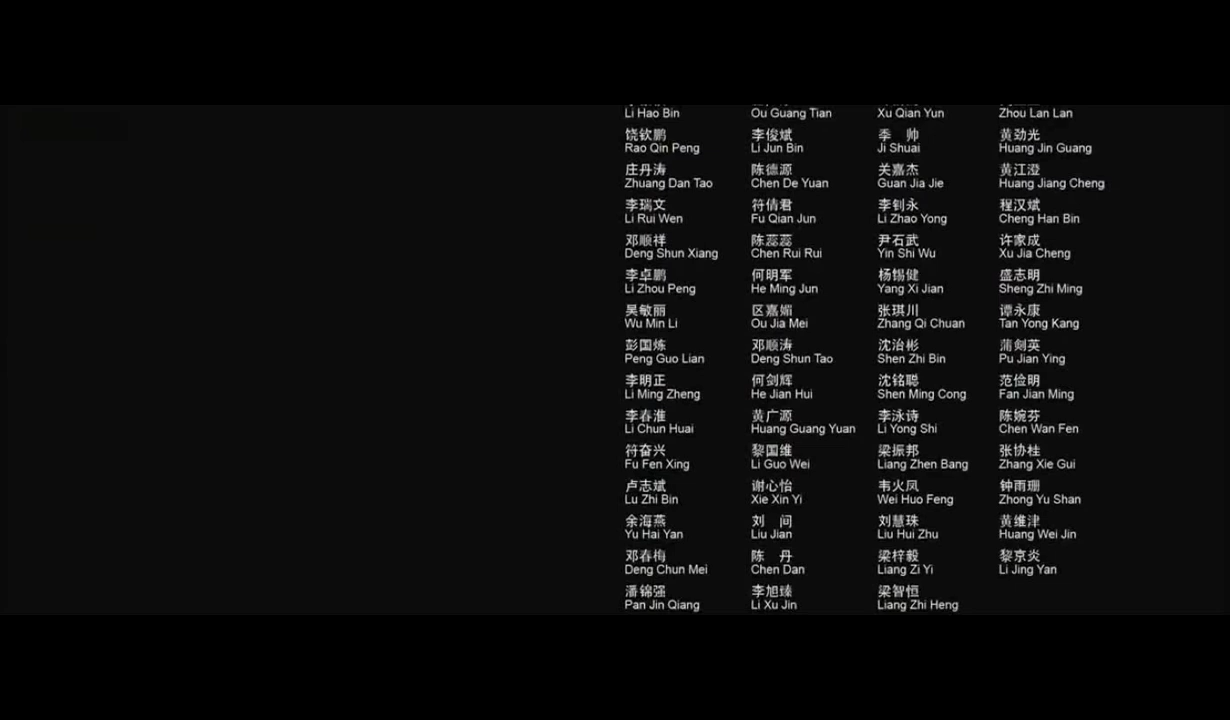 Li Hao Bin Ou Guang Tian Xu Qian Yun Zhou Lan Lan
饶钦鹏 李俊斌 季 帅 黄劲光
Rao Qin Peng Li Jun Bin Ji Shuai Huang Jin Guang
庄丹涛 陈德源 关嘉杰 黄江澄
Zhuang Dan Tao Chen De Yuan Guan Jia Jie Huang Jiang Cheng
李瑞文 符倩君 李钊永 程汉斌
Li Rui Wen Fu Qian Jun Li Zhao Yong Cheng Han Bin
邓顺祥 陈蕊蕊 尹石武 许家成
Deng Shun Xiang Chen Rui Rui Yin Shi Wu Xu Jia Cheng
李卓鹏 何明军 杨锡健 盛志明
Li Zhou Peng He Ming Jun Yang Xi Jian Sheng Zhi Ming
吴敏丽 区嘉媚 张琪川 谭永康
Wu Min Li Ou Jia Mei Zhang Qi Chuan Tan Yong Kang
彭国炼 邓顺涛 沈治彬 蒲剑英
Peng Guo Lian Deng Shun Tao Shen Zhi Bin Pu Jian Ying
李明正 何剑辉 沈铭聪 范俭明
Li Ming Zheng He Jian Hui Shen Ming Cong Fan Jian Ming
李春淮 黄广源 李泳诗 陈婉芬
Li Chun Huai Huang Guang Yuan Li Yong Shi Chen Wan Fen
符奋兴 黎国维 梁振邦 张协桂
Fu Fen Xing Li Guo Wei Liang Zhen Bang Zhang Xie Gui
卢志斌 谢心怡 韦火凤 钟雨珊
Lu Zhi Bin Xie Xin Yi Wei Huo Feng Zhong Yu Shan
余海燕 刘 间 刘慧珠 黄维津
Yu Hai Yan Liu Jian Liu Hui Zhu Huang Wei Jin
邓春梅 陈 丹 梁梓毅 黎京炎
Deng Chun Mei Chen Dan Liang Zi Yi Li Jing Yan
潘锦强 李旭臻 梁智恒
Pan Jin Qiang Li Xu Jin Liang Zhi Heng